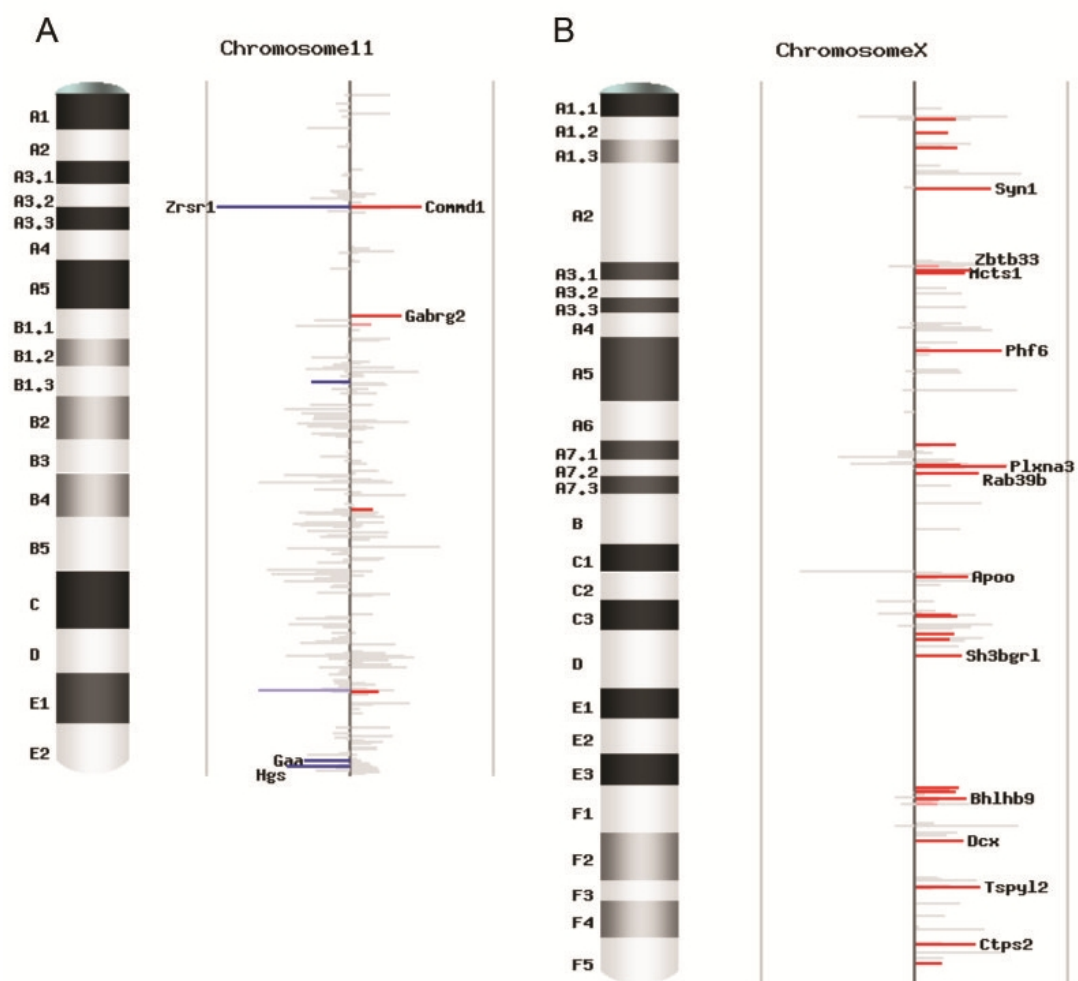 A
Chromosome11
A1
A2
A3.1
A3.2
A3.3
A4
A5
B1.1
B1.2
B1.3
B2
B3
B4
B5
C
D
E1
E2
Zrsr1
Commd1
Gabrg2
Gaa
Hgs
B
ChromosomeX
A1.1
A1.2
A1.3
A2
A3.1
A3.2
A3.3
A4
A5
A6
A7.1
A7.2
A7.3
B
C1
C2
C3
D
E1
E2
E3
F1
F2
F3
F4
F5
Syn1
Zbtb33
Mcts1
Phf6
Plxna3
Rab39b
Apoo
Sh3bgrl
Bhlhb9
Dcx
Tspyl2
Ctps2